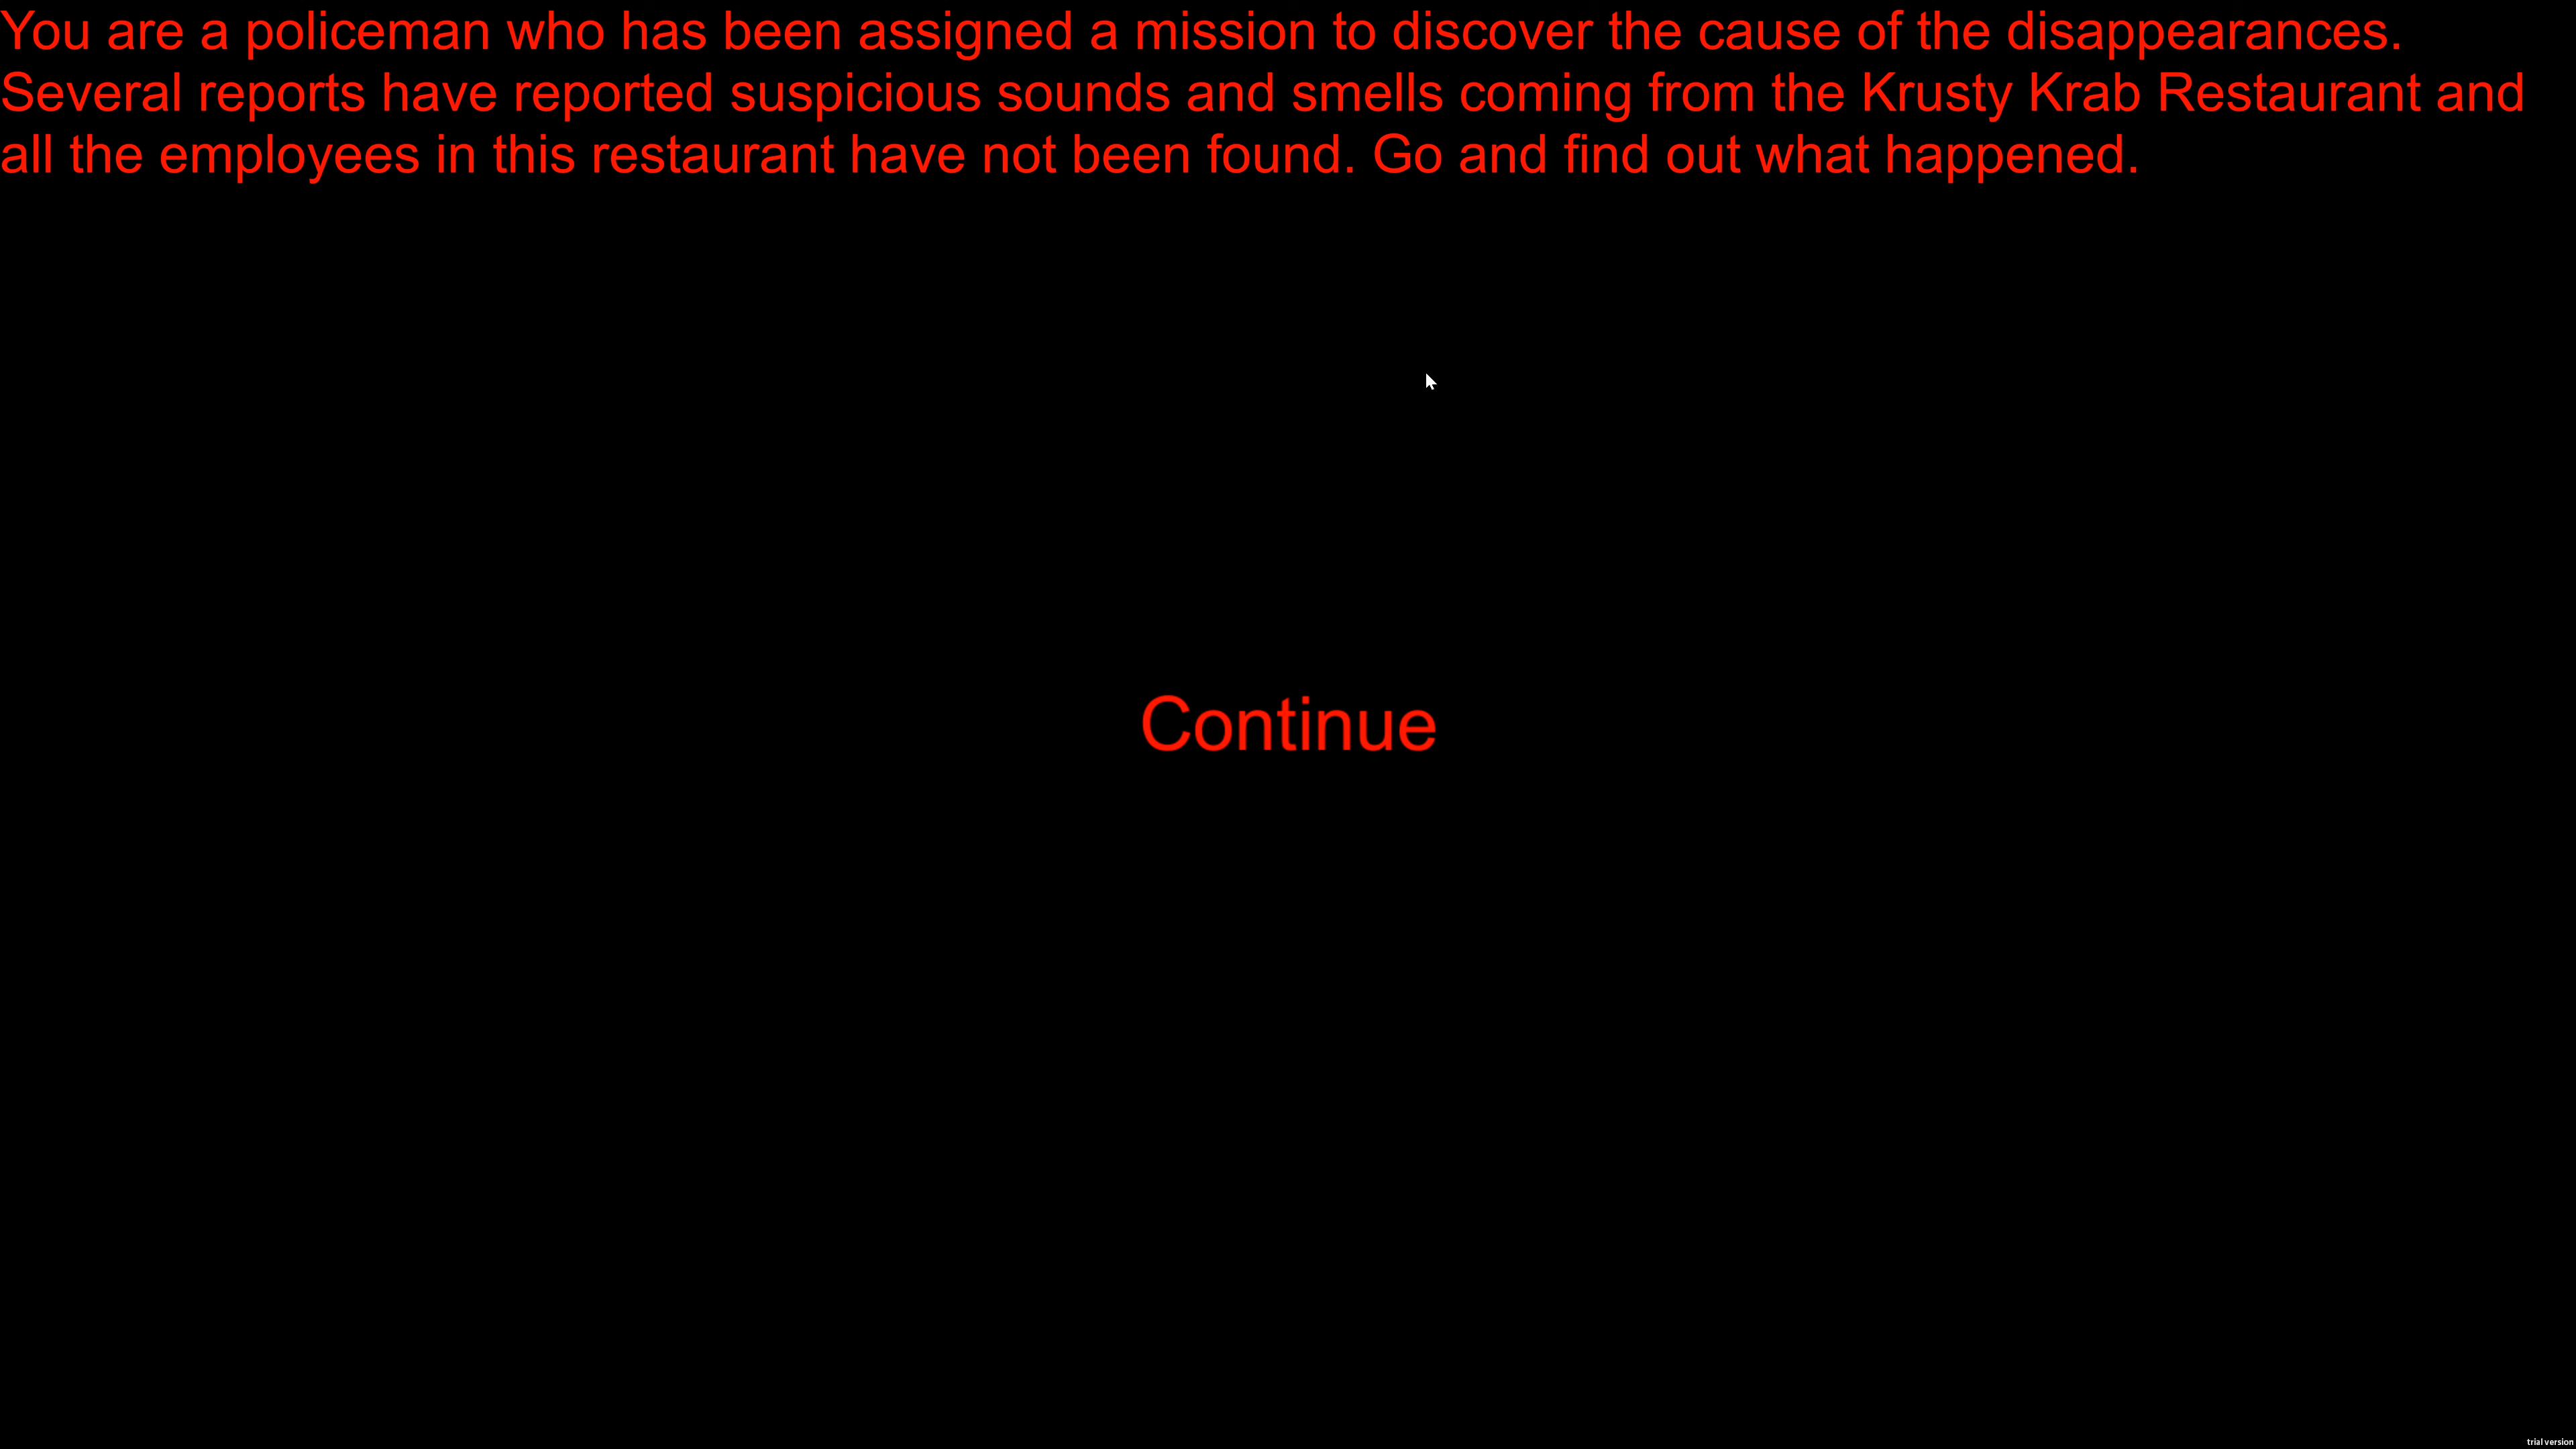 You are a policeman who has been assigned a mission to discover the cause of the disappearances.
Several reports have reported suspicious sounds and smells coming from the Krusty Krab Restaurant and
all the employees in this restaurant have not been found. Go and find out what happened.
Continue
trial version